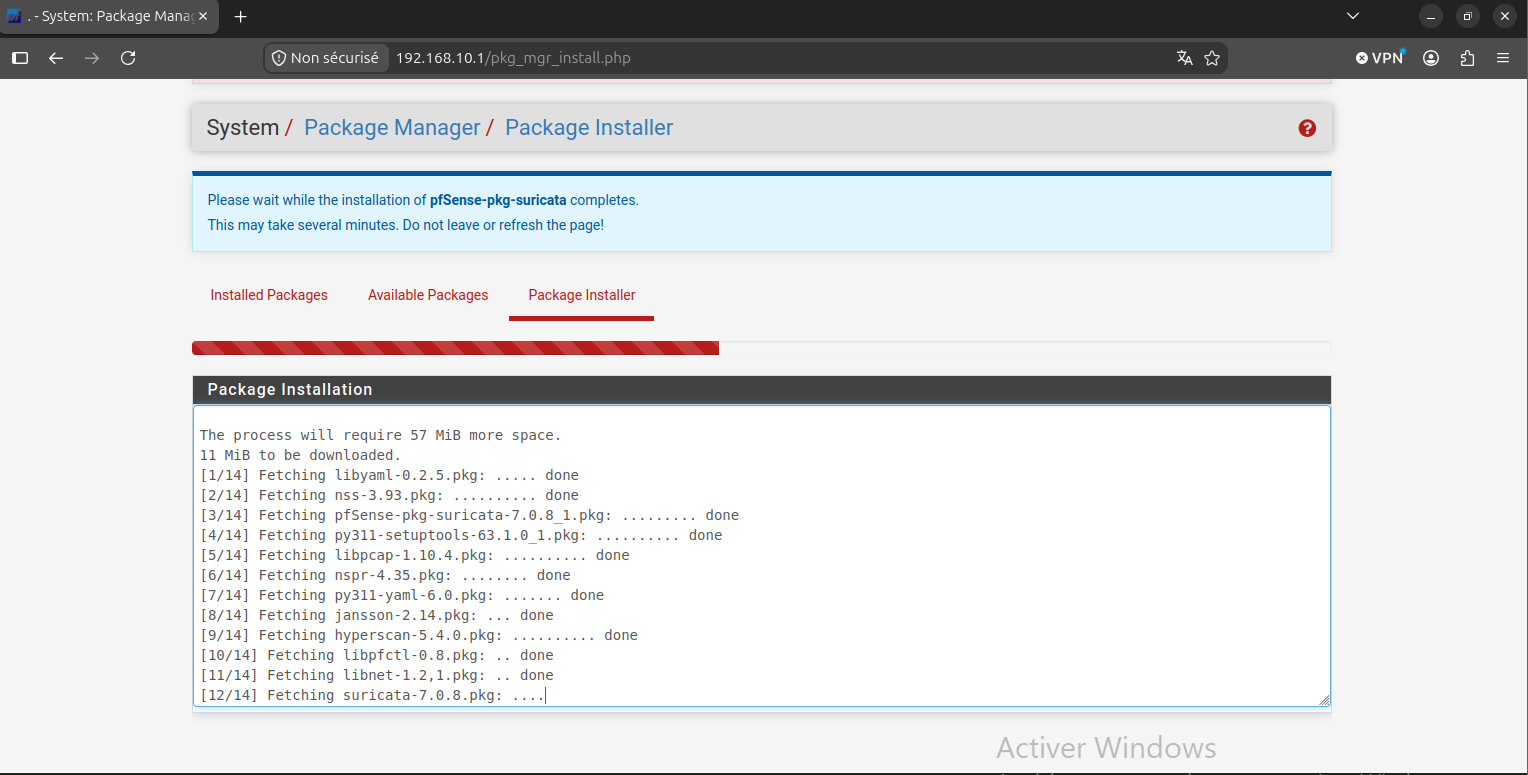 . - System: Package Mana
Non sécurisé
192.168.10.1/pkg_mgr_install.php
VPN
System / Package Manager / Package Installer
Please wait while the installation of pfSense-pkg-suricata completes.
This may take several minutes. Do not leave or refresh the page!
Installed Packages
Available Packages
Package Installer
Package Installation
The process will require 57 MiB more space.
11 MiB to be downloaded.
[1/14] Fetching libyaml-0.2.5.pkg: ..... done
[2/14] Fetching nss-3.93.pkg: .......... done
[3/14] Fetching pfSense-pkg-suricata-7.0.8_1.pkg: ......... done
[4/14] Fetching py311-setuptools-63.1.0_1.pkg: .......... done
[5/14] Fetching libpcap-1.10.4.pkg: .......... done
[6/14] Fetching nspr-4.35.pkg: ........ done
[7/14] Fetching py311-yaml-6.0.pkg: ....... done
[8/14] Fetching jansson-2.14.pkg: ... done
[9/14] Fetching hyperscan-5.4.0.pkg: .......... done
[10/14] Fetching libpfctl-0.8.pkg: .. done
[11/14] Fetching libnet-1.2,1.pkg: .. done
[12/14] Fetching suricata-7.0.8.pkg: ....
Activer Windows